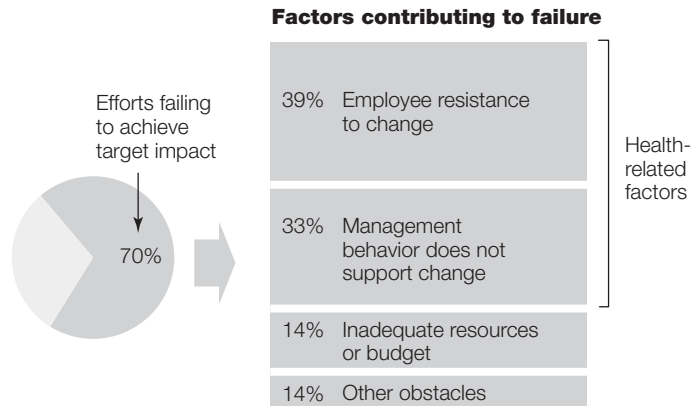 Factors contributing to failure
Efforts failing
to achieve
target impact
70%
39% Employee resistance
to change
33% Management
behavior does not
support change
14% Inadequate resources
or budget
14% Other obstacles
Health-
related
factors